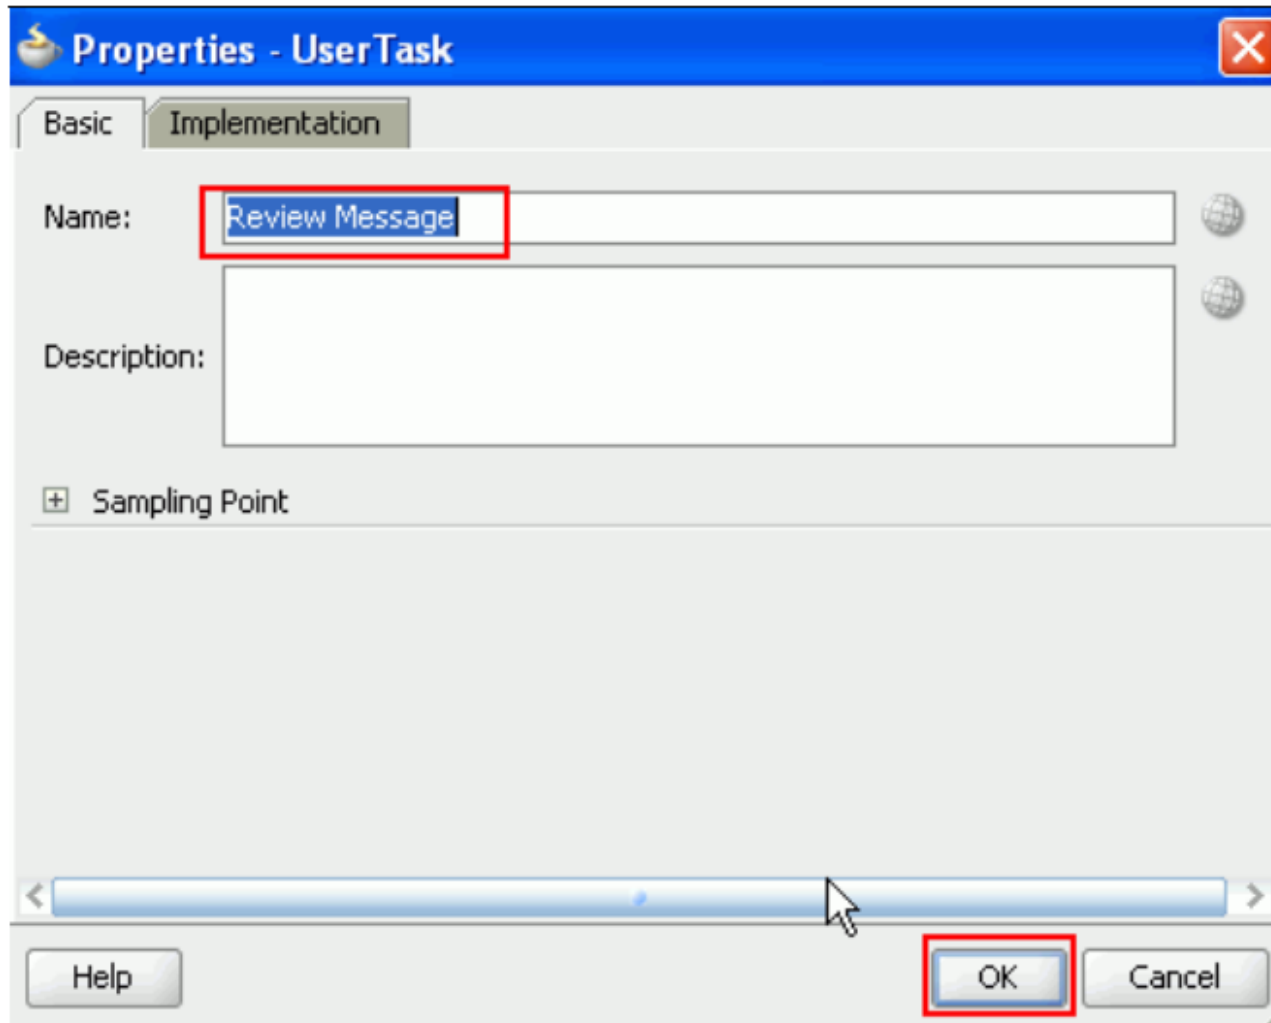 Properties - UserTask
Basic Implementation
Name: Review Message
Description:
Sampling Point
Help OK Cancel